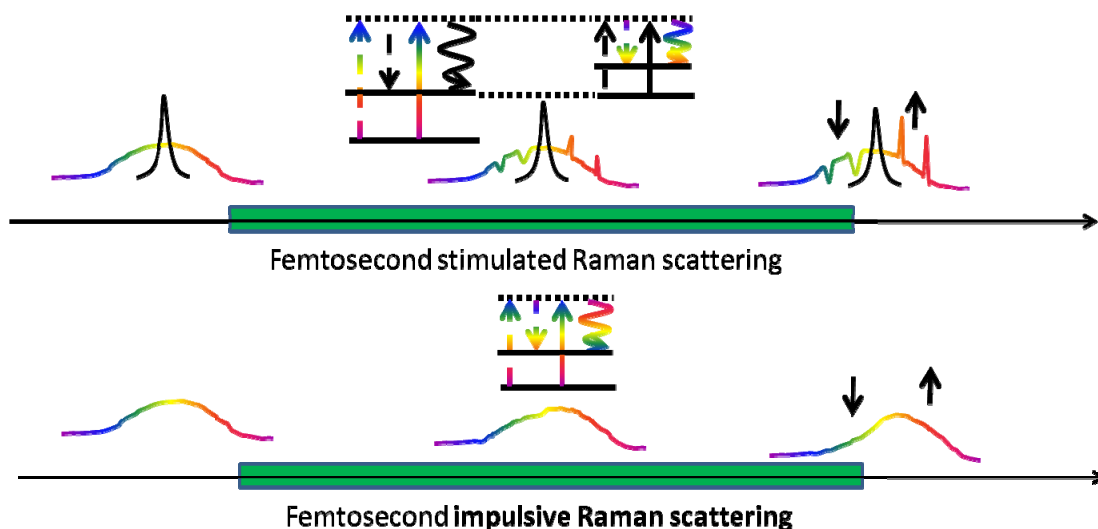 Femtosecond stimulated Raman scattering
Femtosecond impulsive Raman scattering